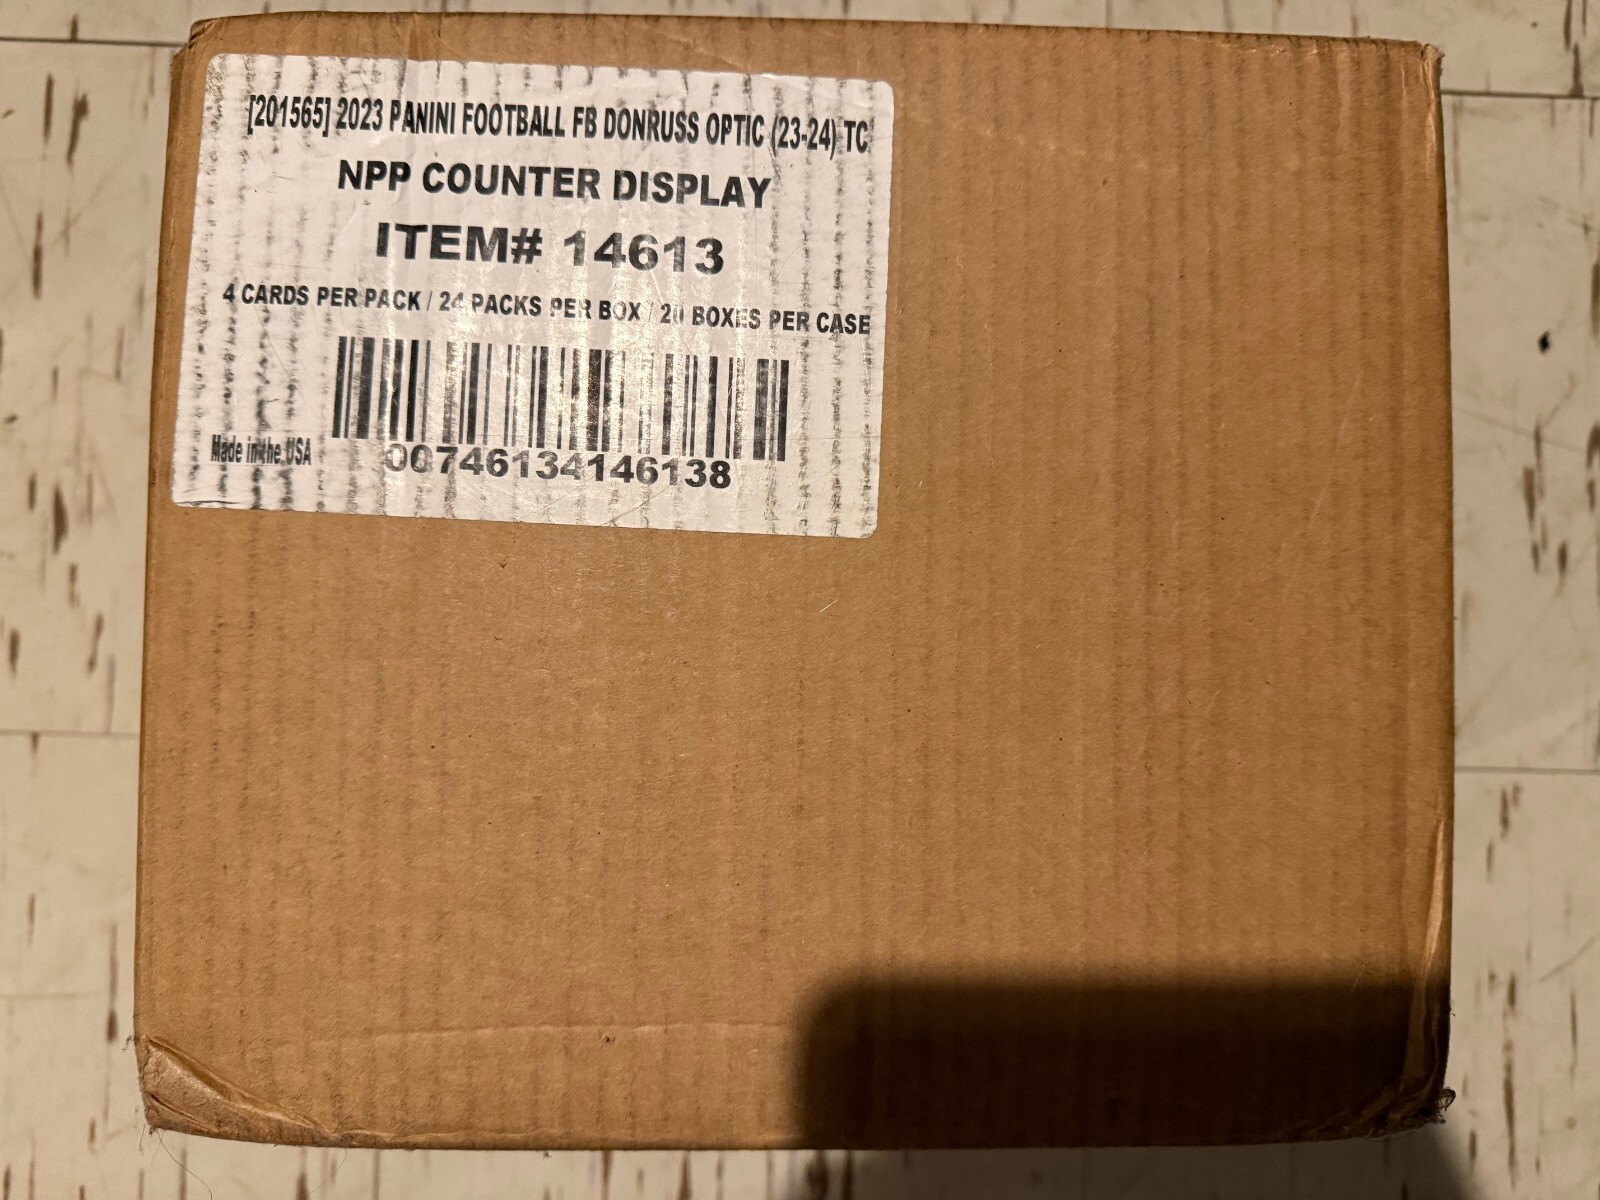 [201565] 2023 PANINI FOOTBALL FB DONRUSS OPTIC (23-24) TC
NPP COUNTER DISPLAY
ITEM# 14613
4 CARDS PER PACK / 24 PACKS PER BOX / 20 BOXES PER CASE
Made in the USA
00746134146138